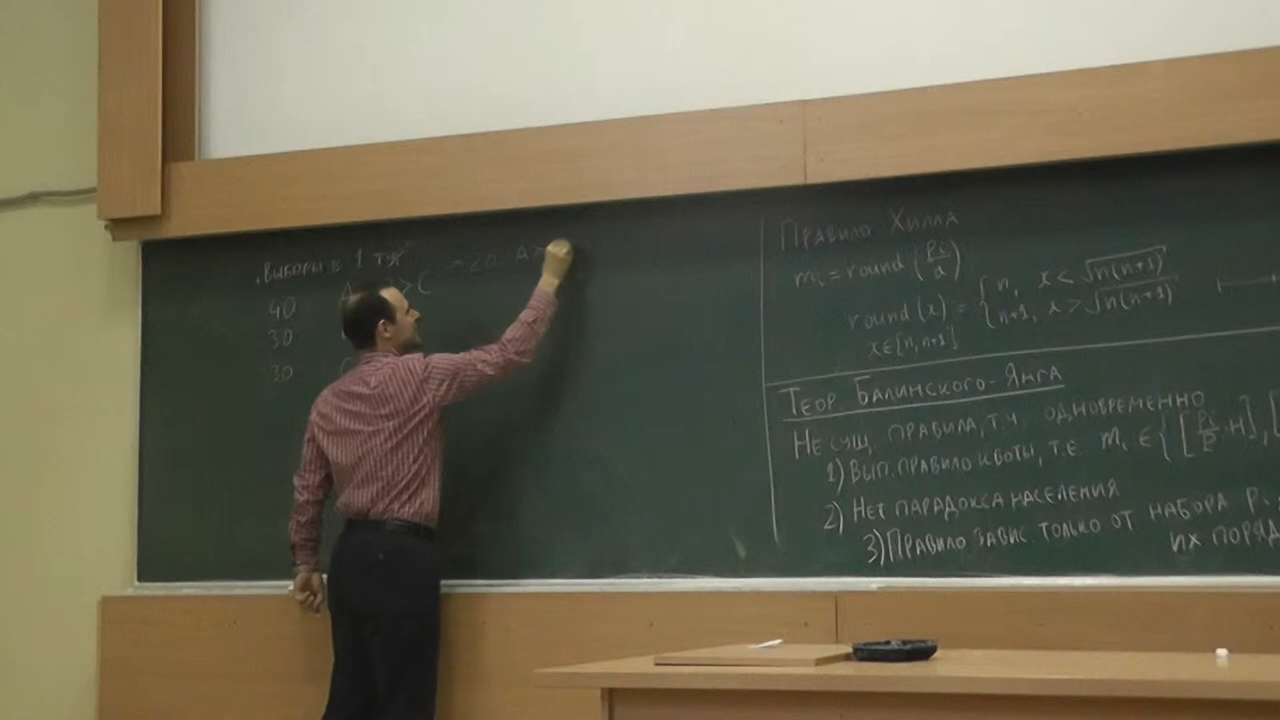 „Выборы в 1 тур“
40 A > C → 20 A >
30
30 C
Правило Хилла
mᵢ = round (pᵢ/d)
round (x) = { n, x < √n(n+1)
n+1, x > √n(n+1)
x ∈ [n, n+1]
Теор. Балинского-Янга
Не сущ. правила, т.ч. одновременно
1) Вып. правило квоты, т.е. mᵢ ∈ { [pᵢ/P · M], [
2) Нет парадокса населения
3) Правило завис только от набора P.
их поряд